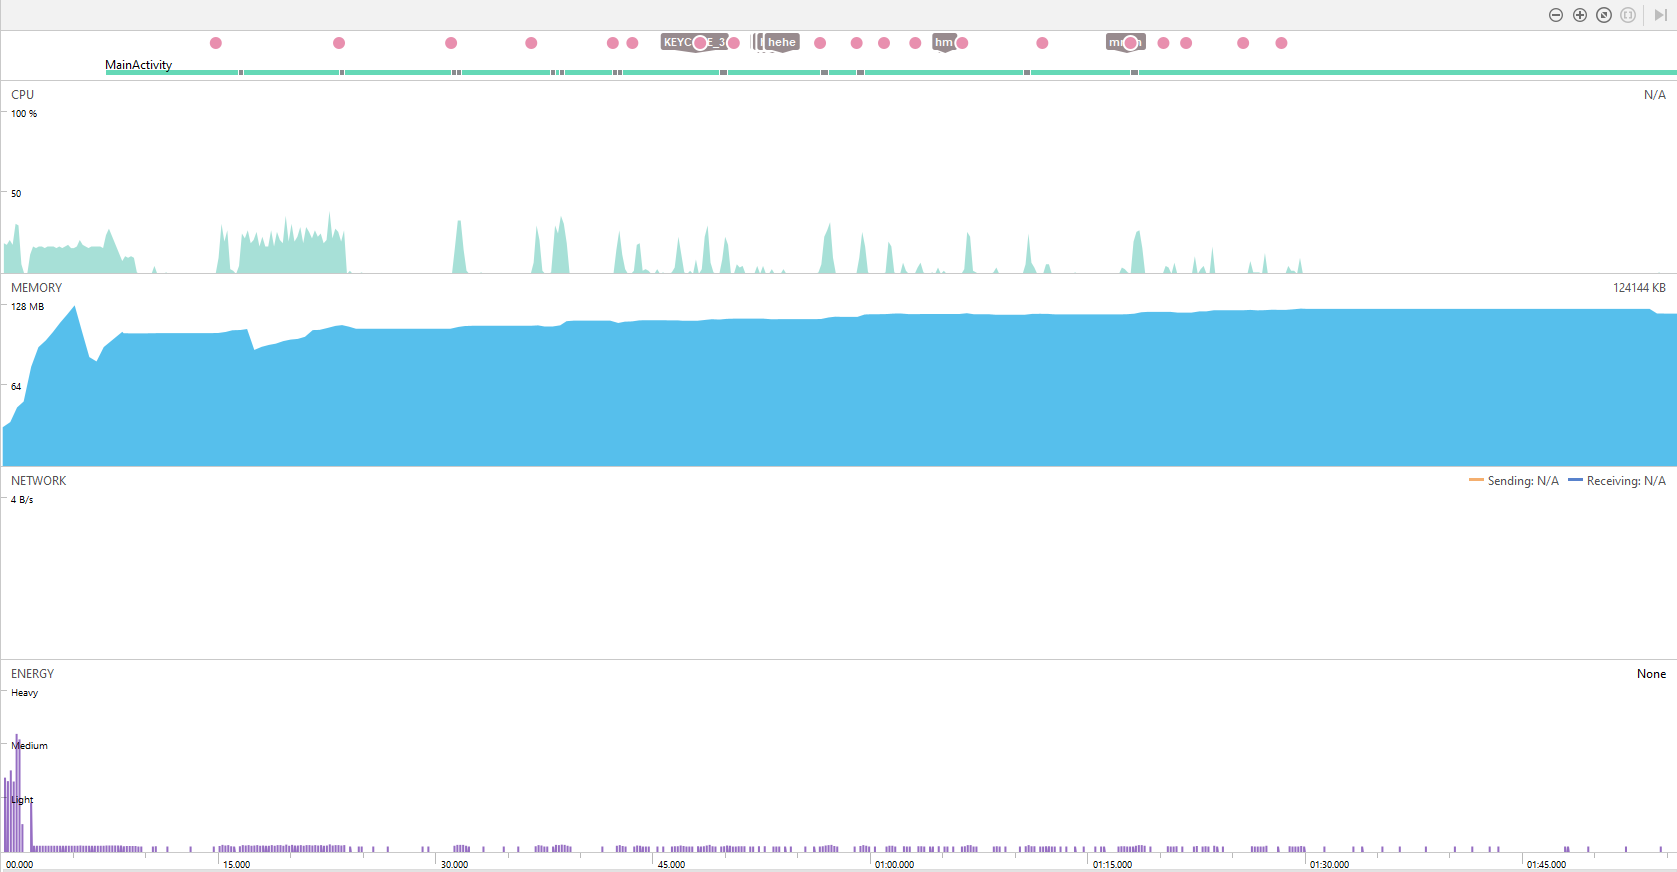 KEYC E_3 hehe hm m
MainActivity
CPU N/A
100 %
50
MEMORY 124144 KB
128 MB
64
NETWORK Sending: N/A Receiving: N/A
4 B/s
ENERGY None
Heavy
Medium
Light
00.000 15.000 30.000 45.000 01:00.000 01:15.000 01:30.000 01:45.000